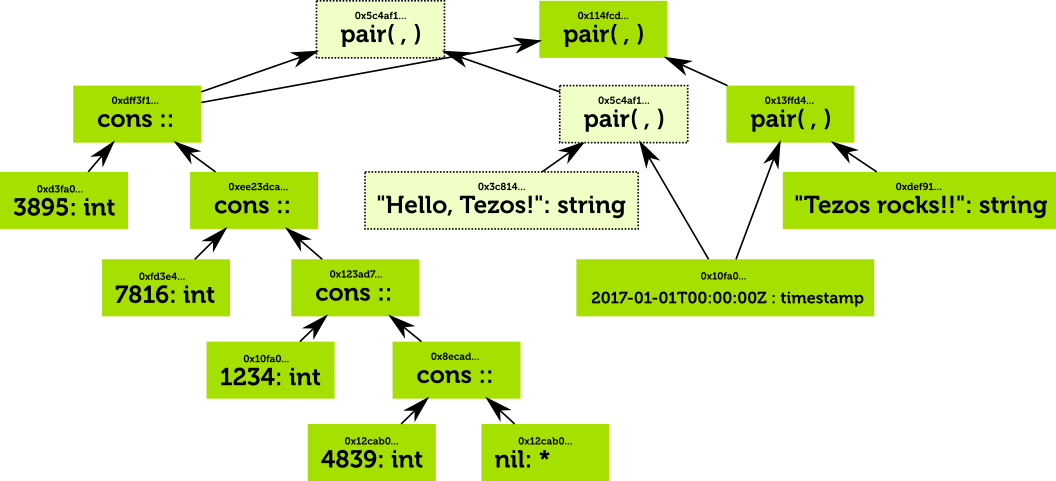 0x5c4af1...
pair( , )
0x114fcd...
pair( , )
0xdff3f1...
cons ::
0x5c4af1...
pair( , )
0x13ffd4...
pair( , )
0xd3fa0...
3895: int
0xee23dca...
cons ::
0x3c814...
"Hello, Tezos!": string
0xdef91...
"Tezos rocks!!": string
0xfd3e4...
7816: int
0x123ad7...
cons ::
0x10fa0...
2017-01-01T00:00:00Z : timestamp
0x10fa0...
1234: int
0x8ecad...
cons ::
0x12cab0...
4839: int
0x12cab0...
nil: *